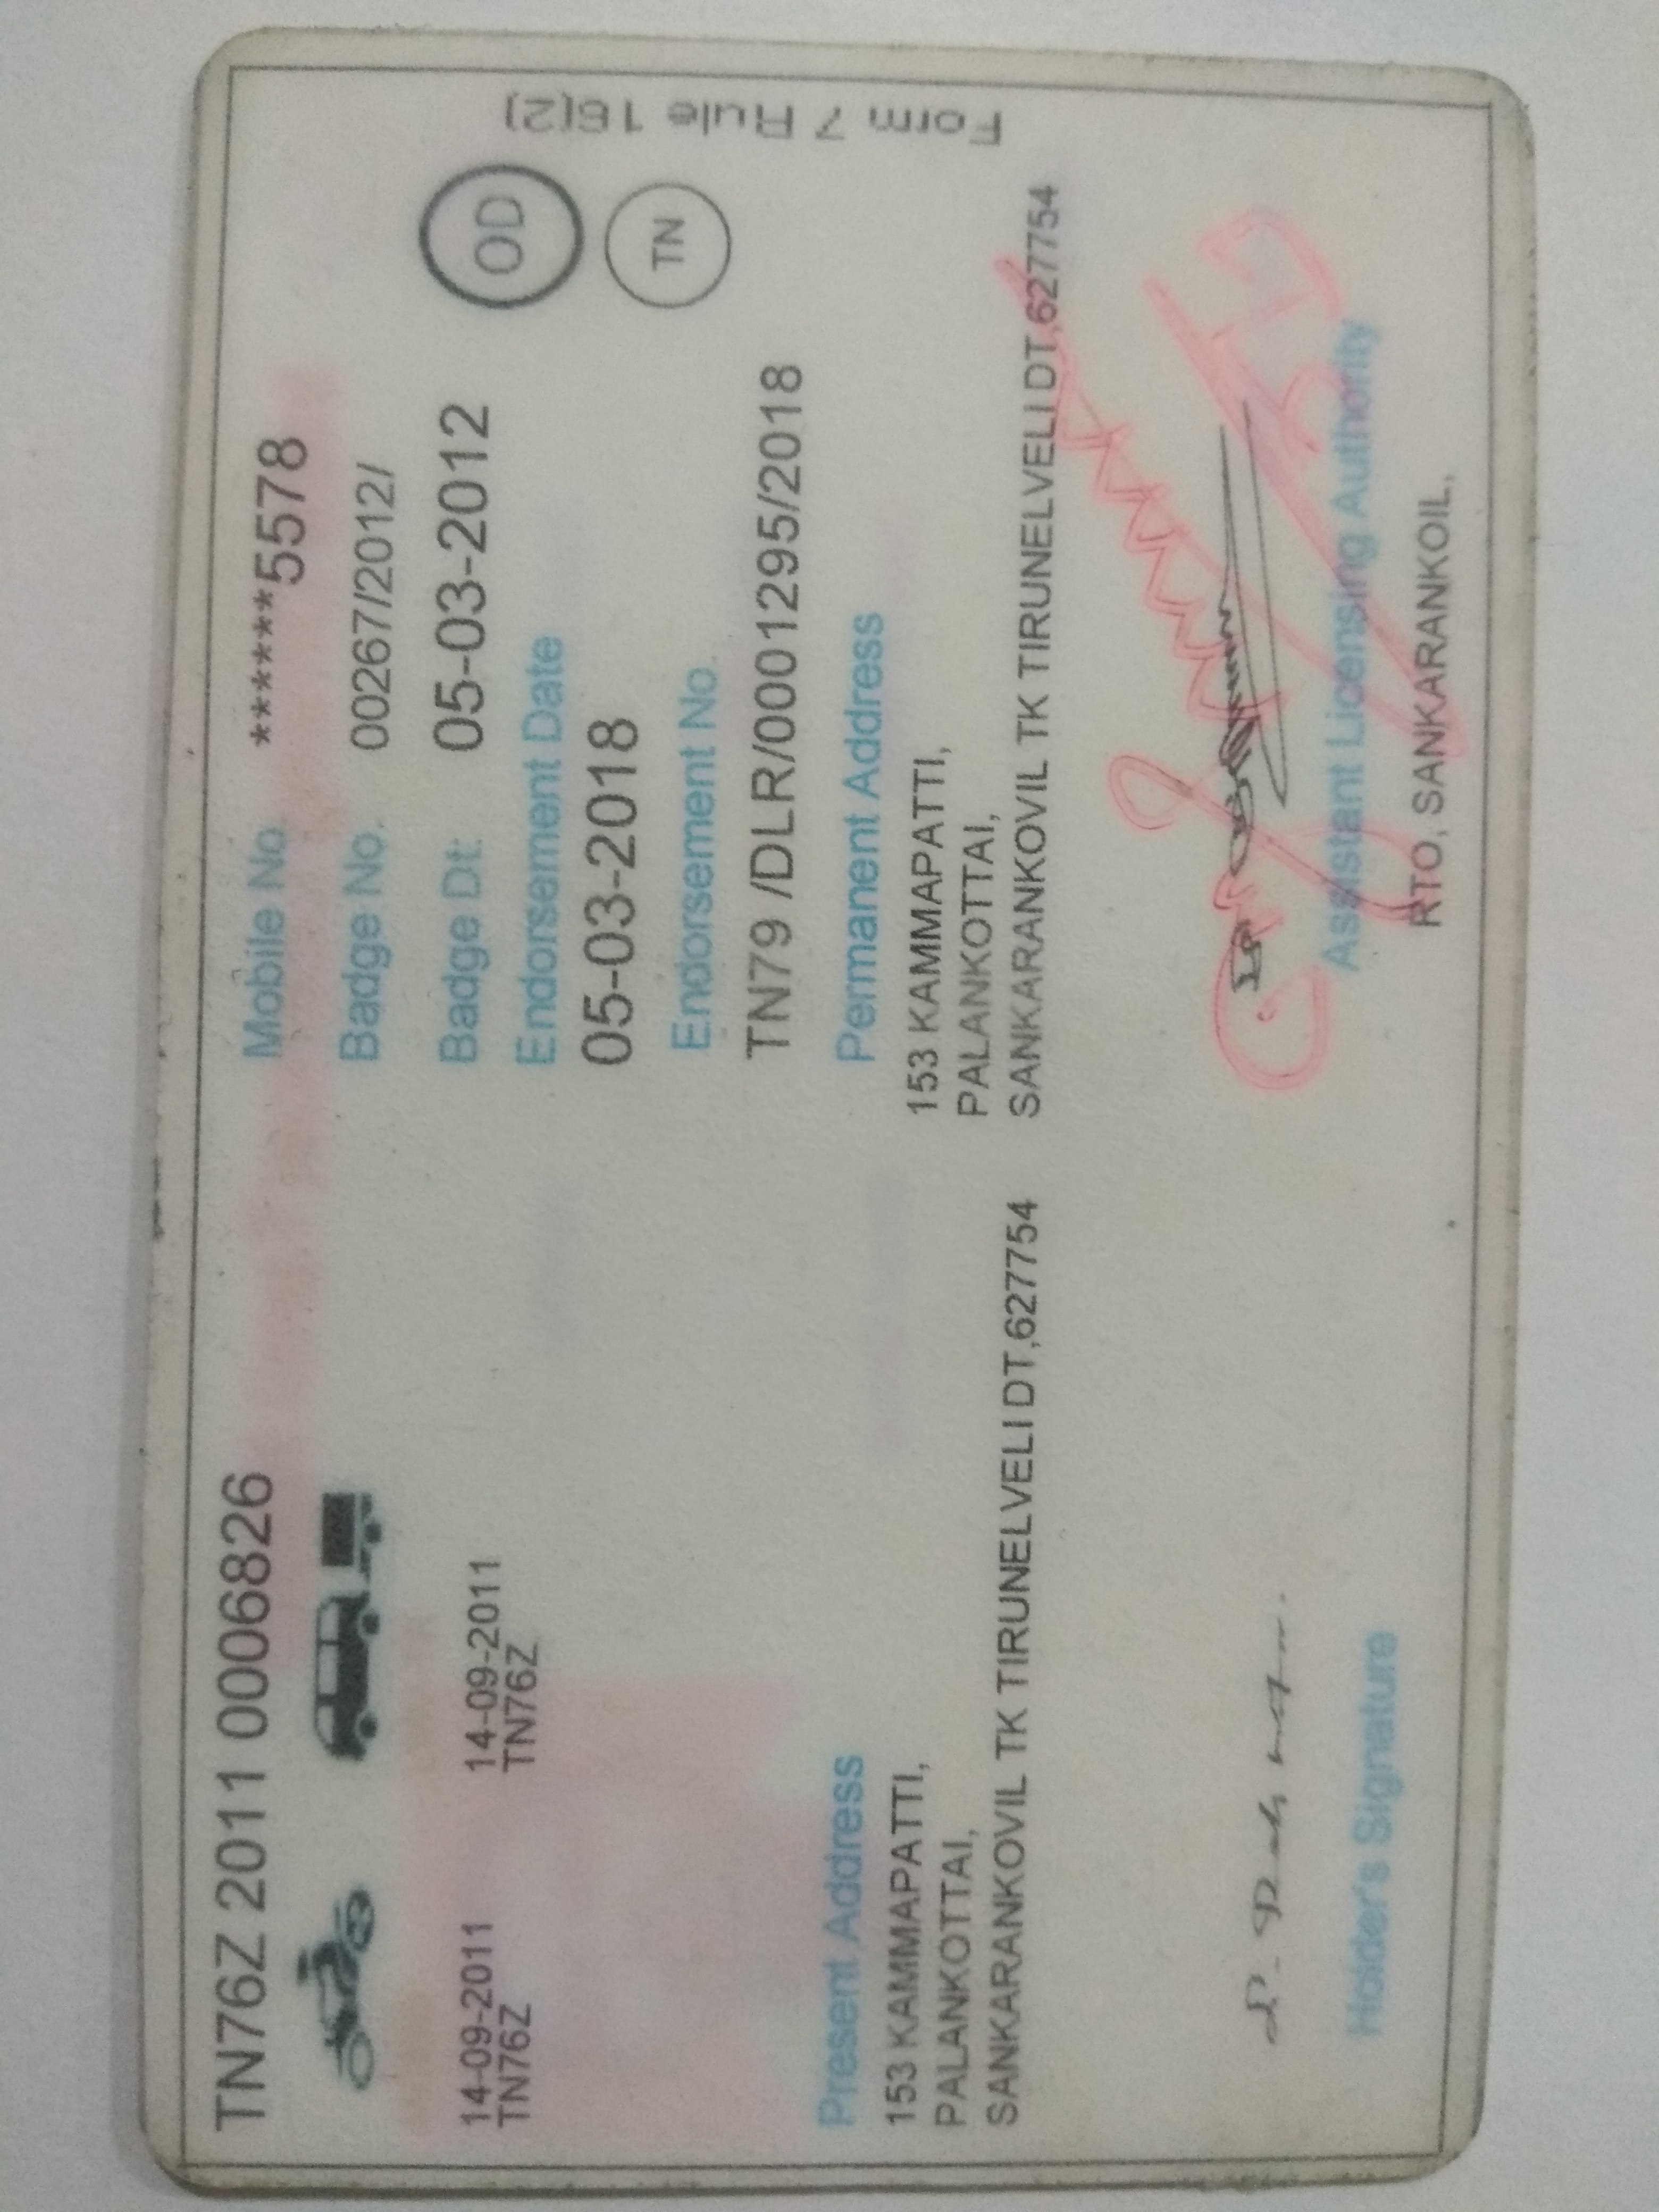 TN76Z 2011 0006826
14-09-2011
TN76Z
14-09-2011
TN76Z
Mobile No. ******5578
Badge No. 00267/2012/
Badge Dt: 05-03-2012
Endorsement Date
05-03-2018
Endorsement No.
TN79 /DLR/0001295/2018
OD
TN
Form 7 Rule 16(2)
Present Address
153 KAMMAPATTI,
PALANKOTTAI,
SANKARANKOVIL TK TIRUNELVELI DT,627754
Permanent Address
153 KAMMAPATTI,
PALANKOTTAI,
SANKARANKOVIL TK TIRUNELVELI DT,627754
Holder's Signature
Assistant Licensing Authority
RTO, SANKARANKOIL.